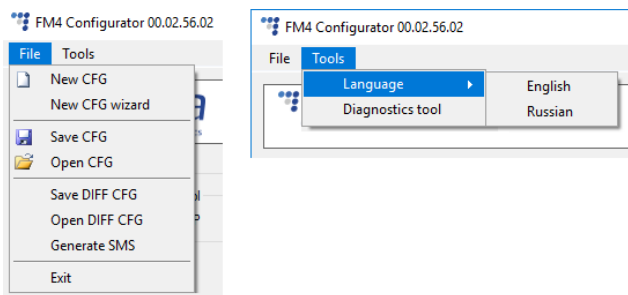 FM4 Configurator 00.02.56.02
File Tools
New CFG
New CFG wizard
Save CFG
Open CFG
Save DIFF CFG
Open DIFF CFG
Generate SMS
Exit
FM4 Configurator 00.02.56.02
File Tools
Language
Diagnostics tool
English
Russian